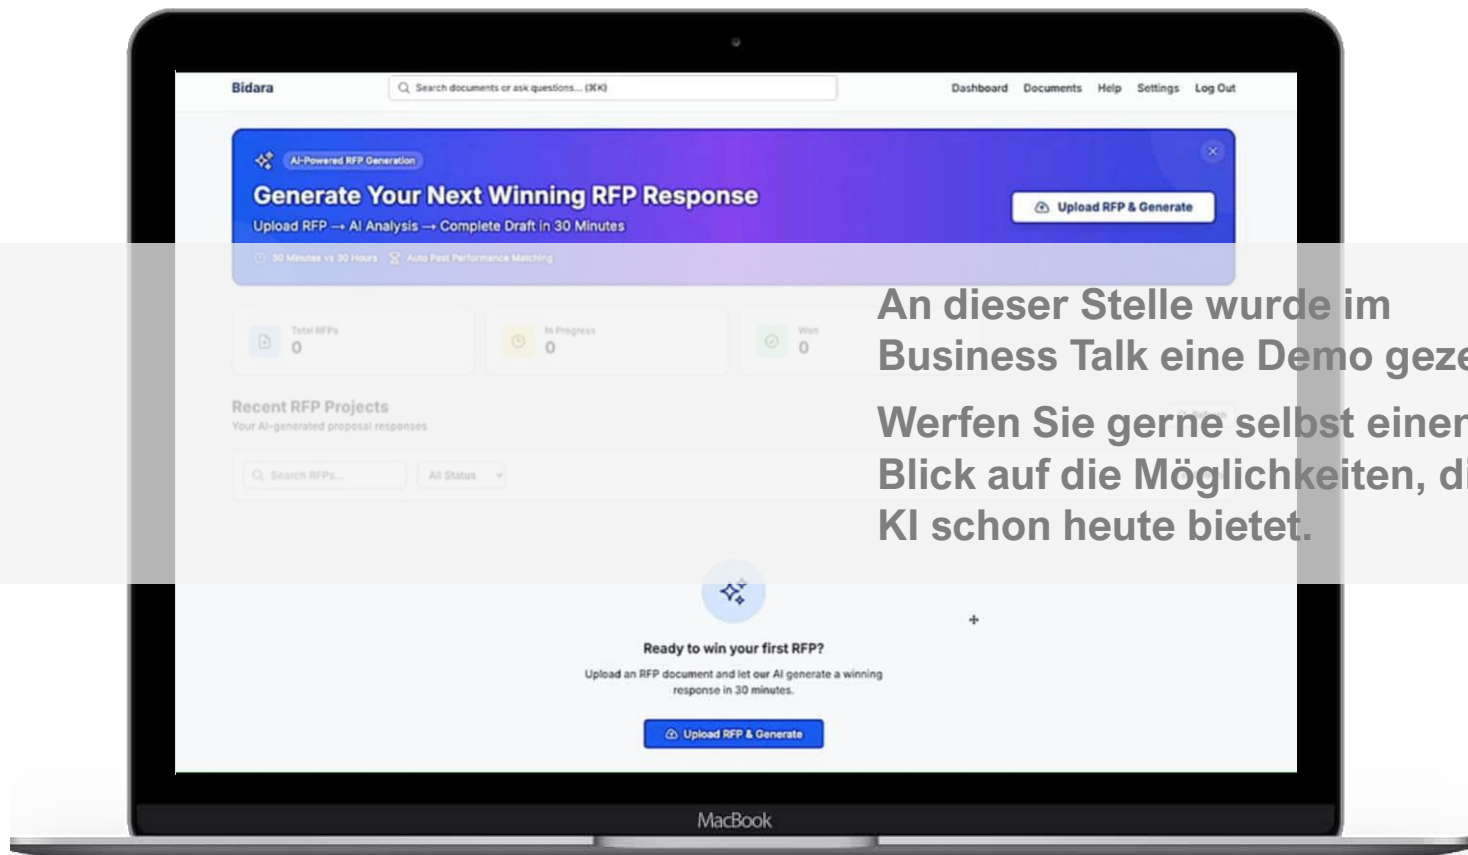 Bidara
Search documents or ask questions... (⌘K)
Dashboard Documents Help Settings Log Out
AI-Powered RFP Generation
Generate Your Next Winning RFP Response
Upload RFP → AI Analysis → Complete Draft in 30 Minutes
Upload RFP & Generate
30 Minutes vs 30 Hours Auto Past Performance Matching
An dieser Stelle wurde im
Business Talk eine Demo geze
Werfen Sie gerne selbst einen
Blick auf die Möglichkeiten, di
KI schon heute bietet.
Total RFPs
0
In Progress
0
Won
0
Recent RFP Projects
Your AI-generated proposal responses
Refresh
Search RFPs...
All Status
Ready to win your first RFP?
Upload an RFP document and let our AI generate a winning
response in 30 minutes.
Upload RFP & Generate
MacBook